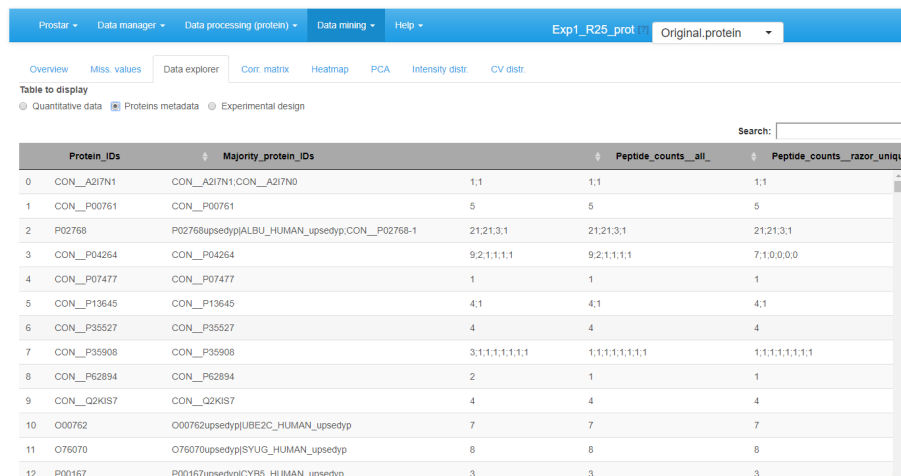 Prostar Data manager Data processing (protein) Data mining Help Exp1_R25_prot [?] Original.protein
Overview Miss. values Data explorer Corr. matrix Heatmap PCA Intensity distr. CV distr.
Table to display
Quantitative data Proteins metadata Experimental design
Search:
Protein_IDs Majority_protein_IDs Peptide_counts__all_ Peptide_counts__razor_uniqu
0 CON__A2I7N1 CON__A2I7N1;CON__A2I7N0 1;1 1;1 1;1
1 CON__P00761 CON__P00761 5 5 5
2 P02768 P02768upsedyp|ALBU_HUMAN_upsedyp;CON__P02768-1 21;21;3;1 21;21;3;1 21;21;3;1
3 CON__P04264 CON__P04264 9;2;1;1;1;1 9;2;1;1;1;1 7;1;0;0;0;0
4 CON__P07477 CON__P07477 1 1 1
5 CON__P13645 CON__P13645 4;1 4;1 4;1
6 CON__P35527 CON__P35527 4 4 4
7 CON__P35908 CON__P35908 3;1;1;1;1;1;1;1 1;1;1;1;1;1;1;1 1;1;1;1;1;1;1;1
8 CON__P62894 CON__P62894 2 1 1
9 CON__Q2KIS7 CON__Q2KIS7 4 4 4
10 O00762 O00762upsedyp|UBE2C_HUMAN_upsedyp 7 7 7
11 O76070 O76070upsedyp|SYUG_HUMAN_upsedyp 8 8 8
12 P00167 P00167upsedyp|CYB5_HUMAN_upsedyp 3 3 3